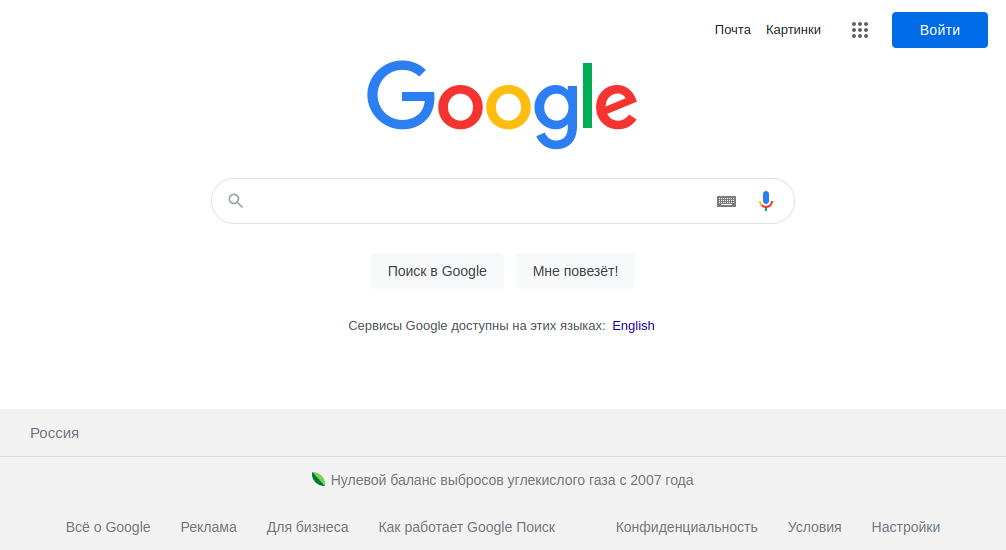 Почта Картинки Войти
Google
Поиск в Google Мне повезёт!
Сервисы Google доступны на этих языках: English
Россия
Нулевой баланс выбросов углекислого газа с 2007 года
Всё о Google Реклама Для бизнеса Как работает Google Поиск Конфиденциальность Условия Настройки